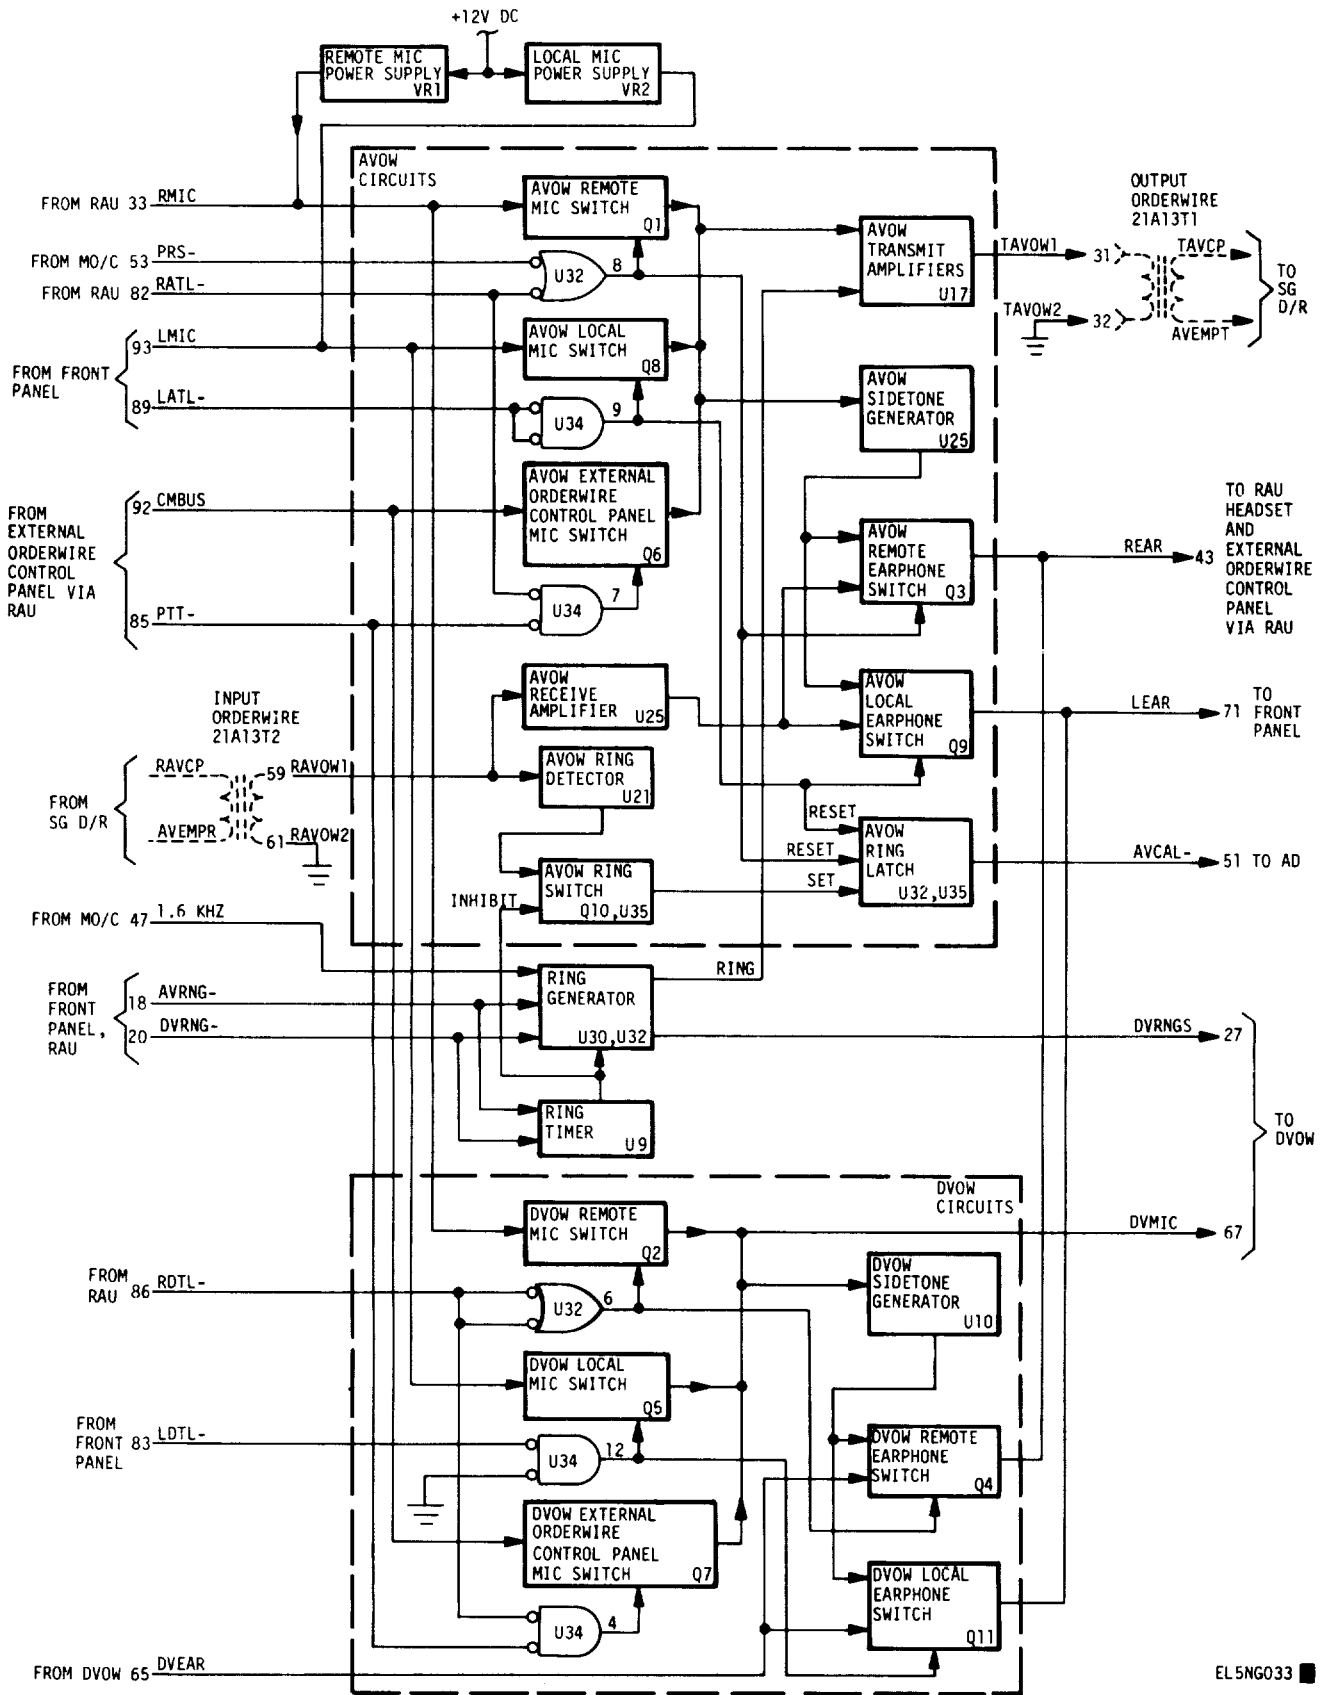 +12V DC
REMOTE MIC
POWER SUPPLY
VR1
LOCAL MIC
POWER SUPPLY
VR2
AVOW
CIRCUITS
FROM RAU 33 RMIC
AVOW REMOTE
MIC SWITCH
Q1
FROM MO/C 53 PRS-
FROM RAU 82 RATL-
U32
8
FROM FRONT
PANEL
93 LMIC
89 LATL-
AVOW LOCAL
MIC SWITCH
Q8
U34
9
FROM
EXTERNAL
ORDERWIRE
CONTROL
PANEL VIA
RAU
92 CMBUS
85 PTT-
AVOW EXTERNAL
ORDERWIRE
CONTROL PANEL
MIC SWITCH
Q6
U34
7
AVOW
TRANSMIT
AMPLIFIERS
U17
TAVOW1
31
TAVOW2
32
OUTPUT
ORDERWIRE
21A13T1
TAVCP
AVEMPT
TO
SG
D/R
AVOW
SIDETONE
GENERATOR
U25
AVOW
REMOTE
EARPHONE
SWITCH
Q3
REAR
43
TO RAU
HEADSET
AND
EXTERNAL
ORDERWIRE
CONTROL
PANEL
VIA RAU
AVOW
RECEIVE
AMPLIFIER
U25
AVOW
LOCAL
EARPHONE
SWITCH
Q9
LEAR
71
TO
FRONT
PANEL
INPUT
ORDERWIRE
21A13T2
FROM
SG D/R
RAVCP
AVEMPR
59 RAVOW1
61 RAVOW2
AVOW RING
DETECTOR
U21
AVOW RING
SWITCH
Q10,U35
INHIBIT
RESET
RESET
SET
AVOW
RING
LATCH
U32,U35
AVCAL-
51 TO AD
FROM MO/C 47 1.6 KHZ
FROM
FRONT
PANEL,
RAU
18 AVRNG-
20 DVRNG-
RING
GENERATOR
U30,U32
RING
DVRNGS
27
RING
TIMER
U9
TO
DVOW
DVOW
CIRCUITS
DVOW REMOTE
MIC SWITCH
Q2
DVMIC
67
FROM
RAU
86 RDTL-
U32
6
DVOW
SIDETONE
GENERATOR
U10
DVOW LOCAL
MIC SWITCH
Q5
FROM
FRONT
PANEL
83 LDTL-
U34
12
DVOW REMOTE
EARPHONE
SWITCH
Q4
DVOW EXTERNAL
ORDERWIRE
CONTROL PANEL
MIC SWITCH
Q7
U34
4
DVOW LOCAL
EARPHONE
SWITCH
Q11
FROM DVOW 65 DVEAR
EL5NG033